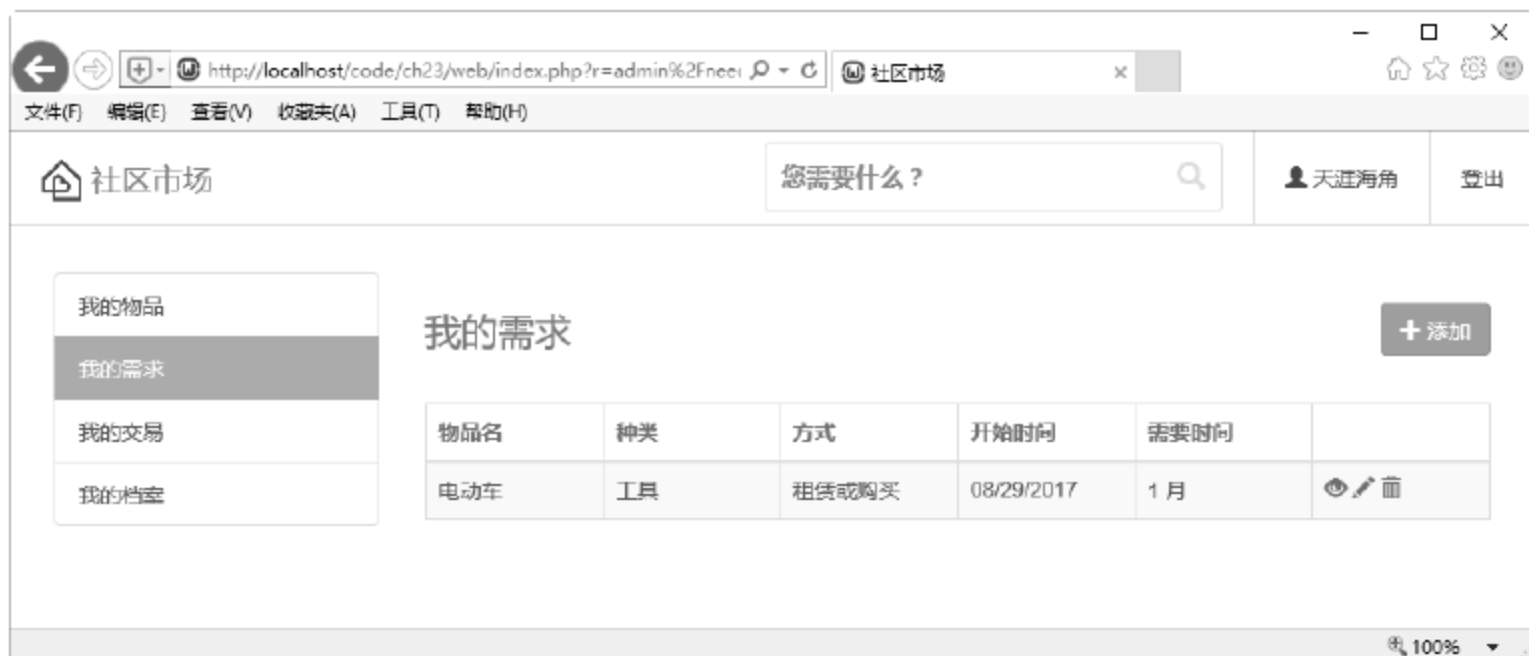 http://localhost/code/ch23/web/index.php?r=admin%2Fnee
社区市场
文件(F) 编辑(E) 查看(V) 收藏夹(A) 工具(T) 帮助(H)
社区市场
您需要什么？
天涯海角
登出
我的物品
我的需求
我的交易
我的档案
我的需求
添加
物品名 种类 方式 开始时间 需要时间
电动车 工具 租赁或购买 08/29/2017 1 月
100%